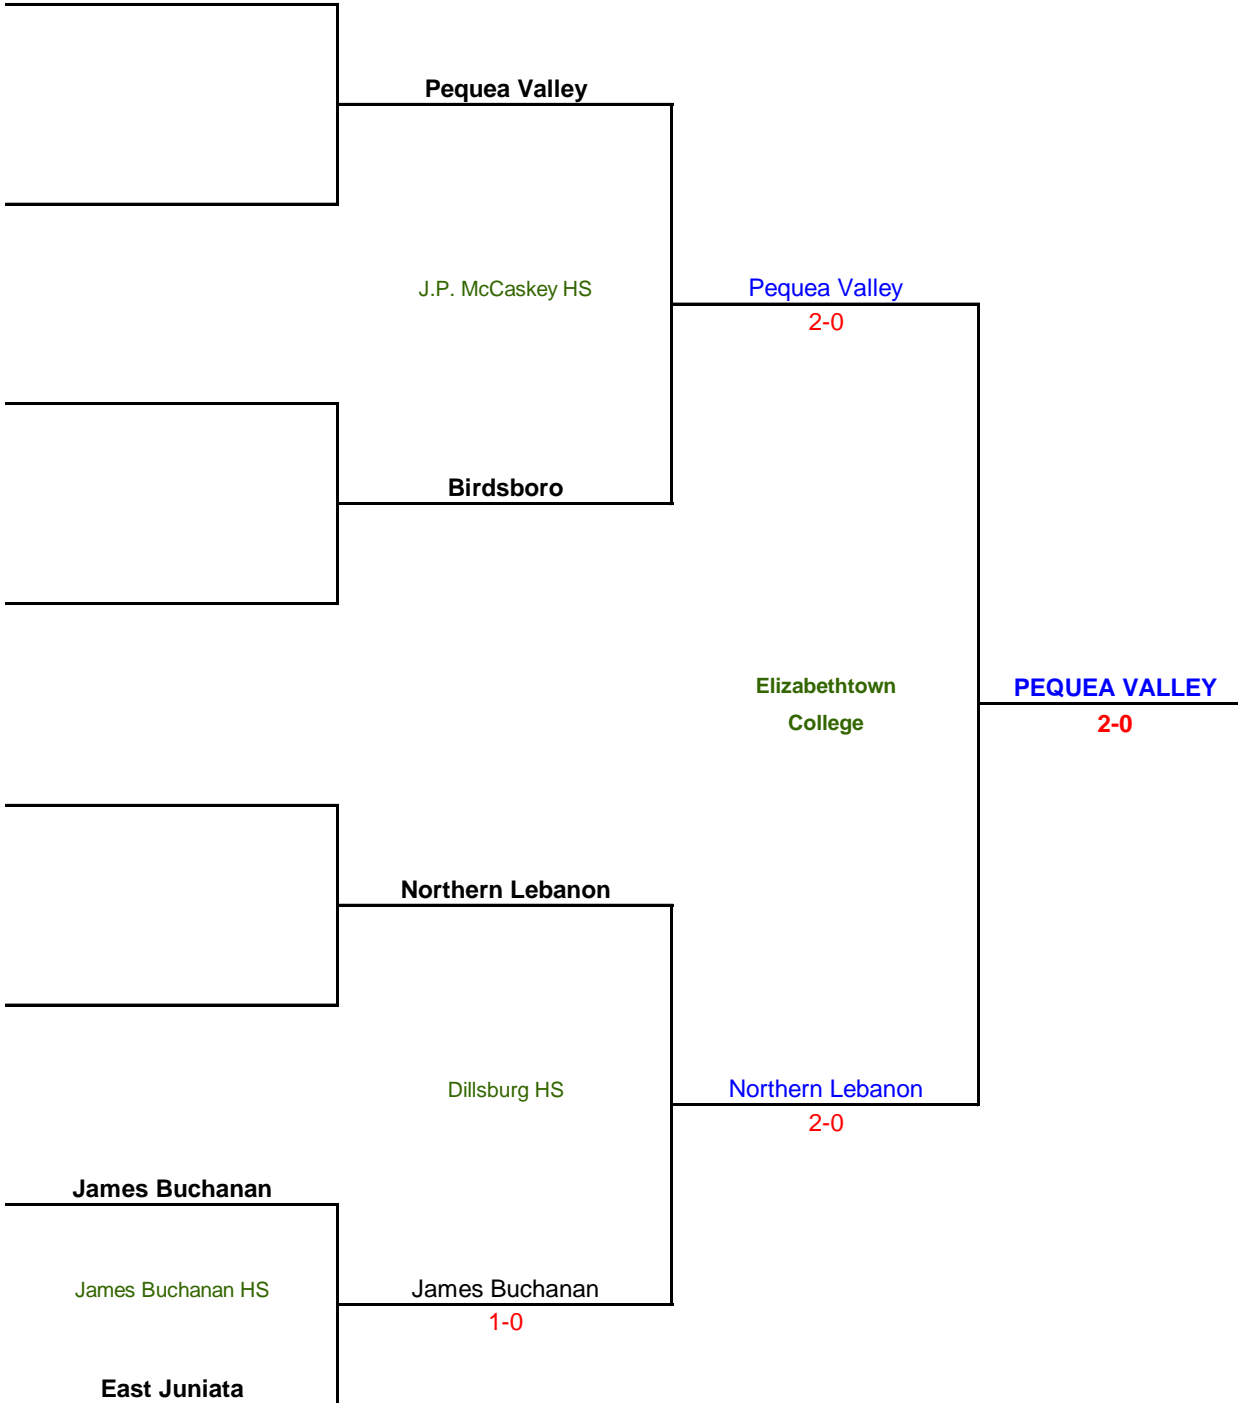 Pequea Valley
J.P. McCaskey HS
Pequea Valley
2-0
Birdsboro
Elizabethtown
College
PEQUEA VALLEY
2-0
Northern Lebanon
Dillsburg HS
Northern Lebanon
2-0
James Buchanan
James Buchanan HS
James Buchanan
1-0
East Juniata